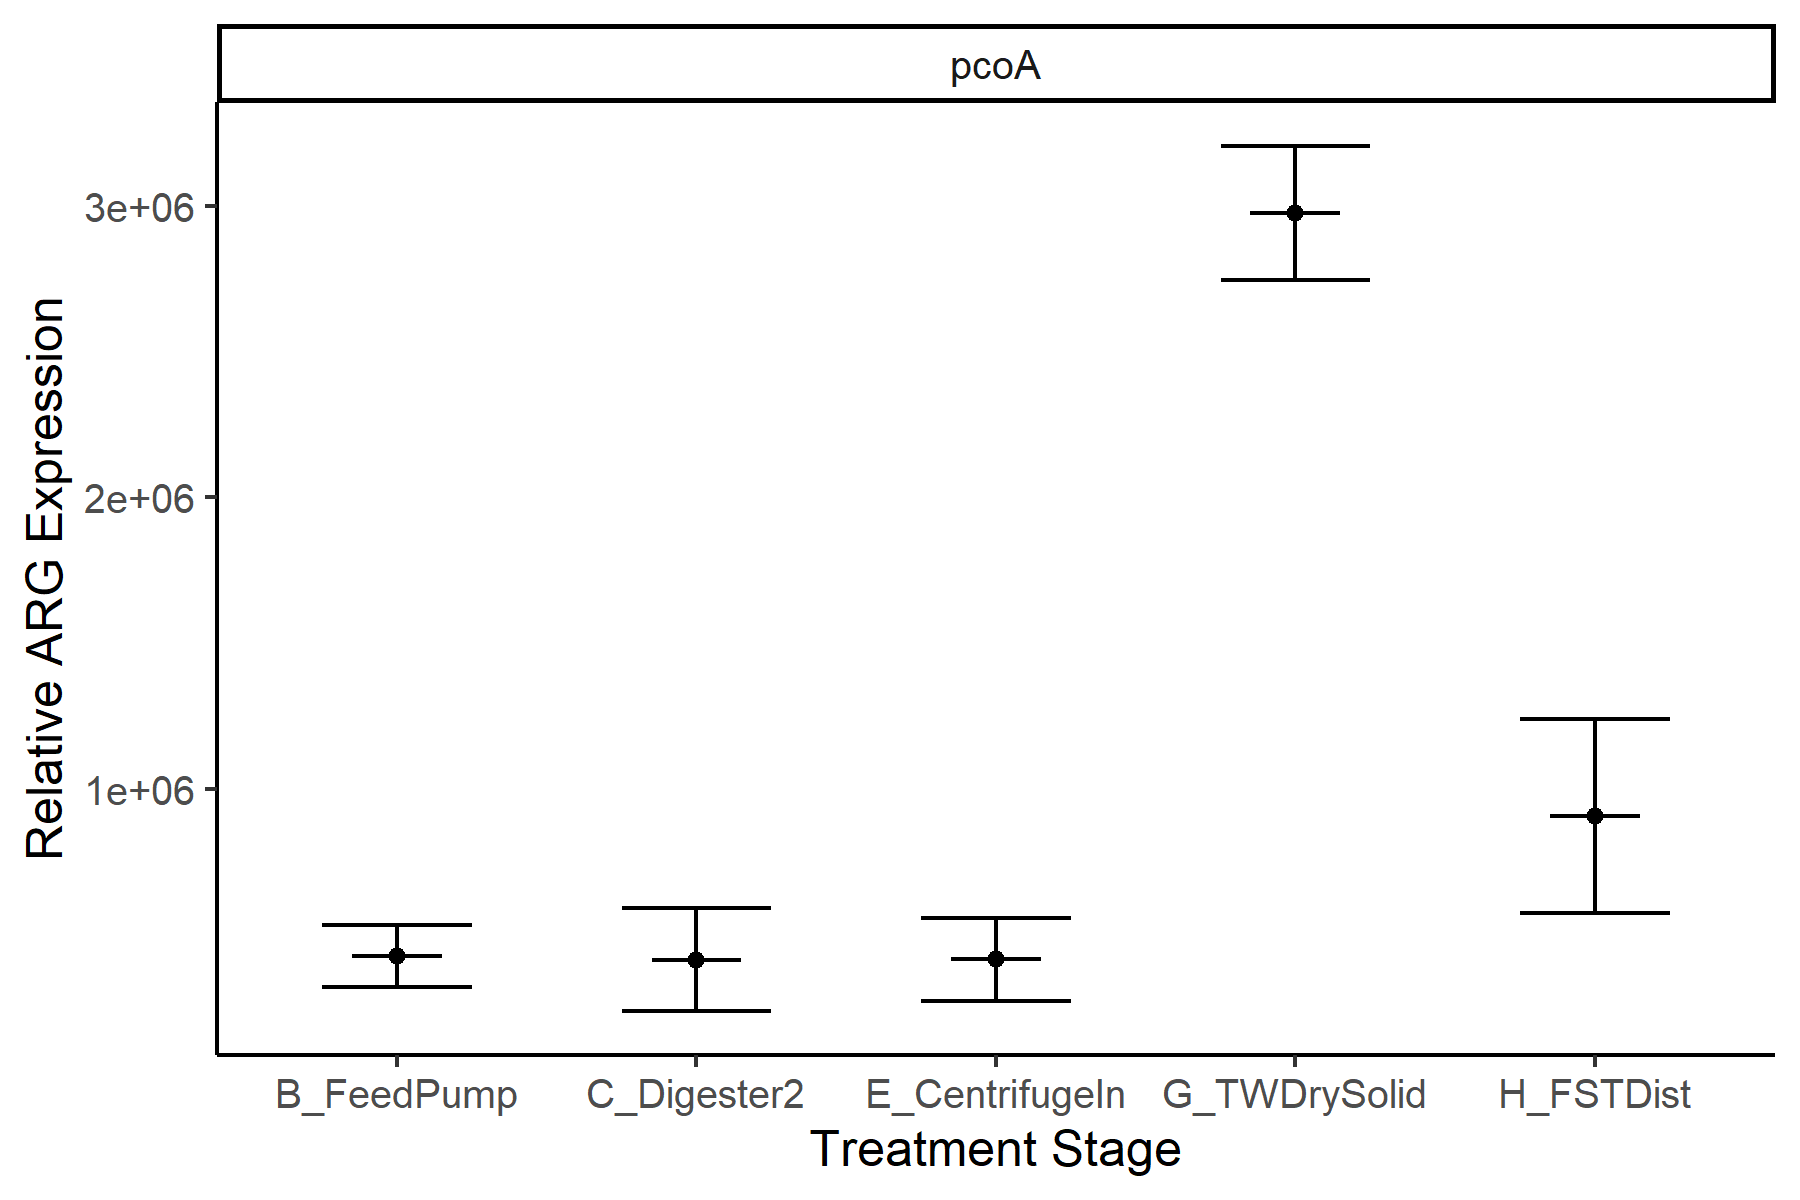 pcoA
Relative ARG Expression
3e+06
2e+06
1e+06
B_FeedPump C_Digester2 E_CentrifugeIn G_TWDrySolid H_FSTDist
Treatment Stage